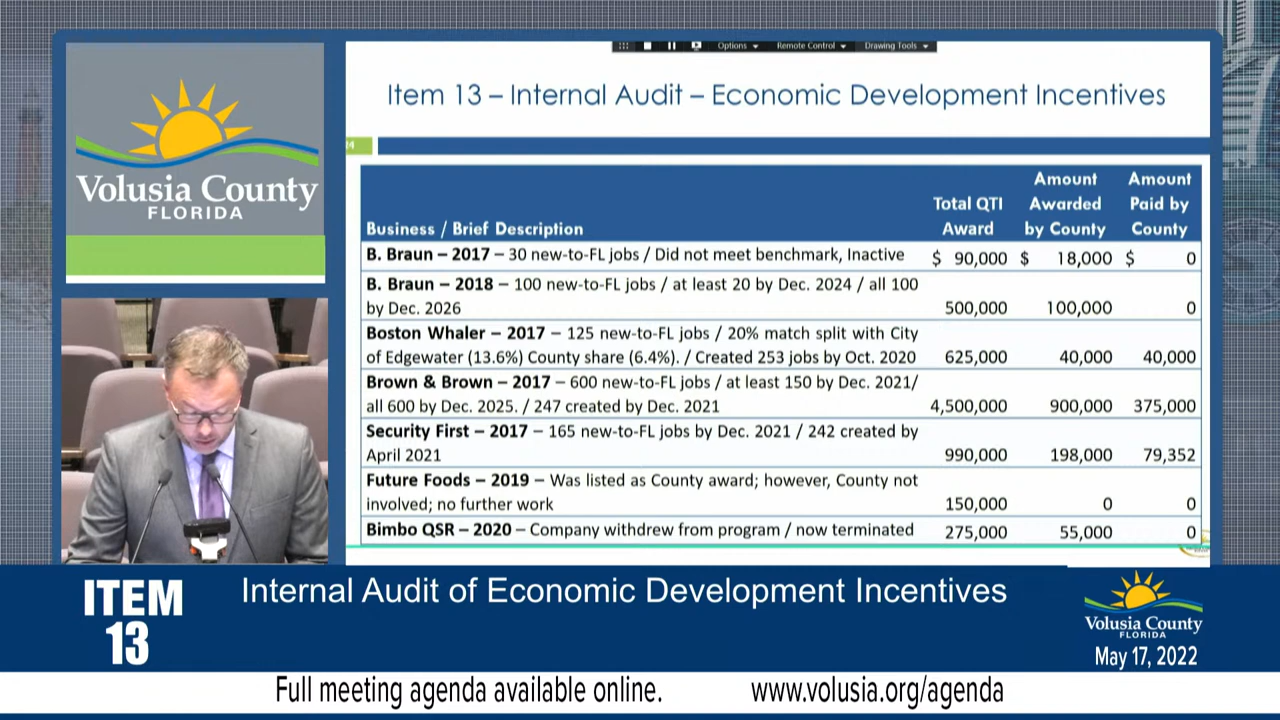 Options
Remote Control
Drawing Tools
Item 13 – Internal Audit – Economic Development Incentives
Volusia County
FLORIDA
Business / Brief Description
Total QTI
Award
Amount
Awarded
by County
Amount
Paid by
County
B. Braun – 2017 – 30 new-to-FL jobs / Did not meet benchmark, Inactive $ 90,000 $ 18,000 $ 0
B. Braun – 2018 – 100 new-to-FL jobs / at least 20 by Dec. 2024 / all 100
by Dec. 2026 500,000 100,000 0
Boston Whaler – 2017 – 125 new-to-FL jobs / 20% match split with City
of Edgewater (13.6%) County share (6.4%). / Created 253 jobs by Oct. 2020 625,000 40,000 40,000
Brown & Brown – 2017 – 600 new-to-FL jobs / at least 150 by Dec. 2021/
all 600 by Dec. 2025. / 247 created by Dec. 2021 4,500,000 900,000 375,000
Security First – 2017 – 165 new-to-FL jobs by Dec. 2021 / 242 created by
April 2021 990,000 198,000 79,352
Future Foods – 2019 – Was listed as County award; however, County not
involved; no further work 150,000 0 0
Bimbo QSR – 2020 – Company withdrew from program / now terminated 275,000 55,000 0
ITEM
13
Internal Audit of Economic Development Incentives
Volusia County
FLORIDA
May 17, 2022
Full meeting agenda available online. www.volusia.org/agenda